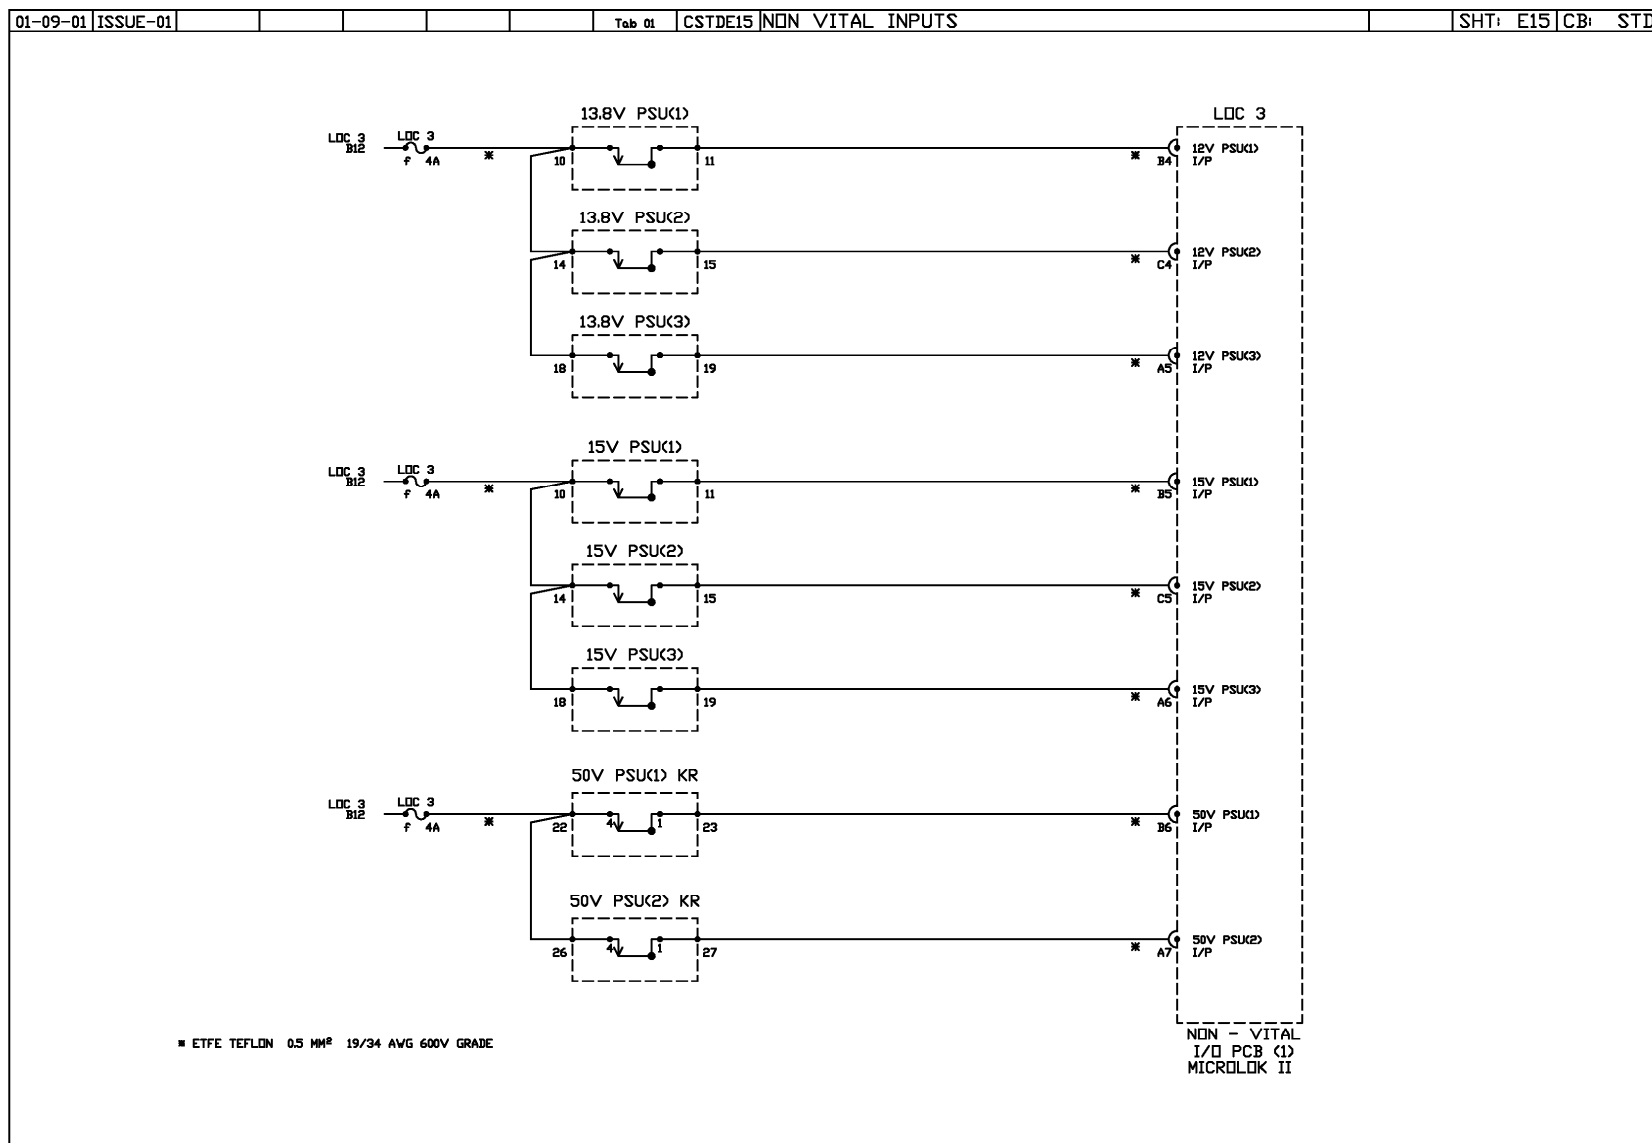 01-09-01 ISSUE-01 Tab 01 CSTDE15 NON VITAL INPUTS SHT: E15 CB: STD
13.8V PSU(1) LOC 3
LOC 3 LOC 3
B12 12V PSU(1)
f 4A * 10 11 * B4 I/P
13.8V PSU(2)
12V PSU(2)
14 15 * C4 I/P
13.8V PSU(3)
12V PSU(3)
18 19 * A5 I/P
15V PSU(1)
LOC 3 LOC 3
B12 15V PSU(1)
f 4A * 10 11 * B5 I/P
15V PSU(2)
15V PSU(2)
14 15 * C5 I/P
15V PSU(3)
15V PSU(3)
18 19 * A6 I/P
50V PSU(1) KR
LOC 3 LOC 3
B12 50V PSU(1)
f 4A * 22 4 1 23 * B6 I/P
50V PSU(2) KR
50V PSU(2)
26 4 1 27 * A7 I/P
* ETFE TEFLON 0.5 MM² 19/34 AWG 600V GRADE
NON - VITAL
I/O PCB (1)
MICROLOK II